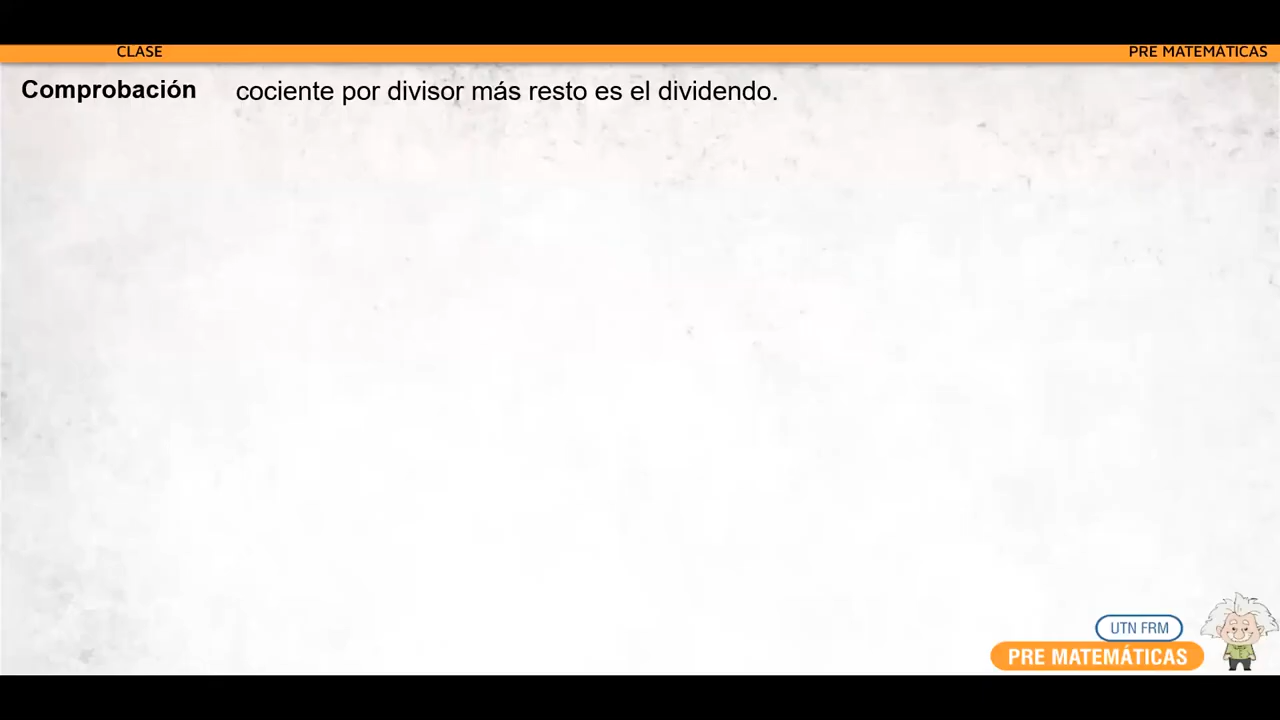 CLASE
PRE MATEMÁTICAS
Comprobación cociente por divisor más resto es el dividendo.
UTN FRM
PRE MATEMÁTICAS